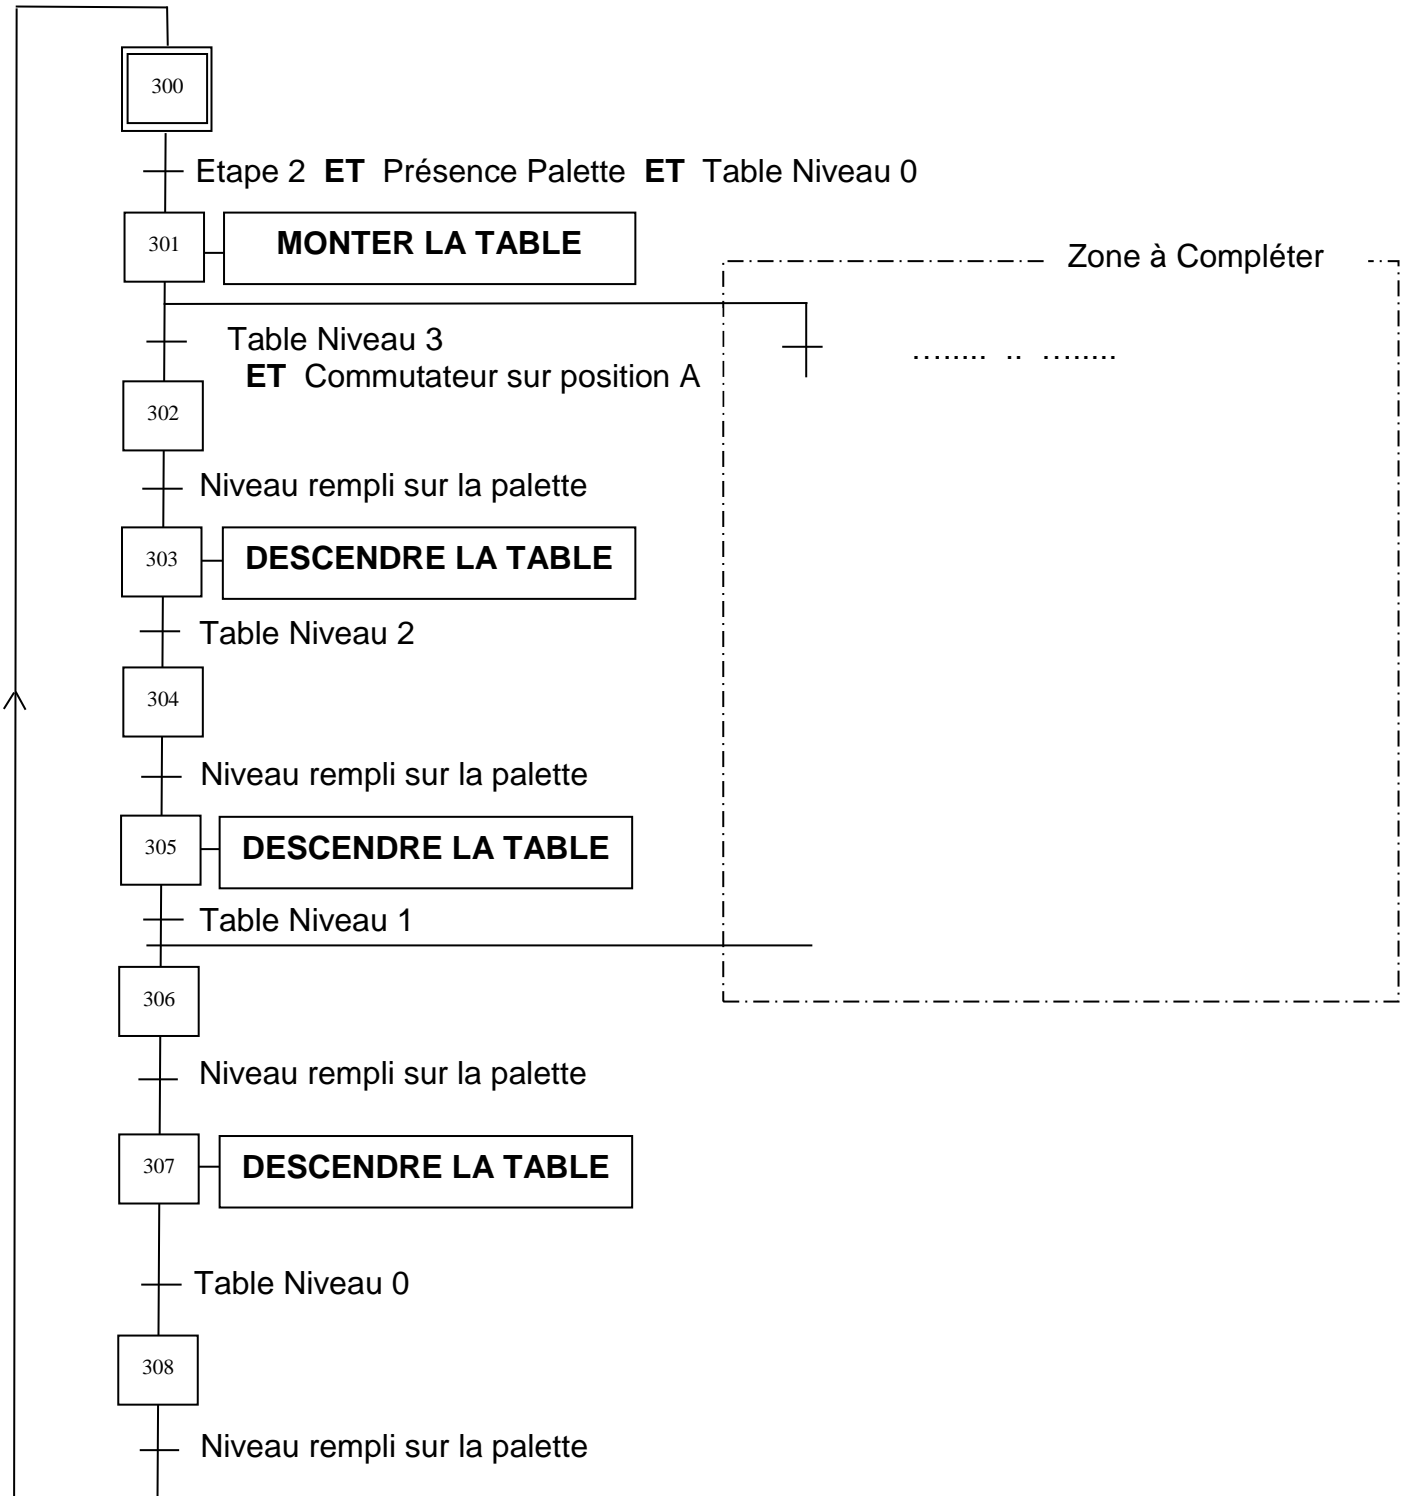 300
Etape 2 ET Présence Palette ET Table Niveau 0
301
MONTER LA TABLE
Zone à Compléter
Table Niveau 3
…..... .. ….....
ET Commutateur sur position A
302
Niveau rempli sur la palette
303
DESCENDRE LA TABLE
Table Niveau 2
304
Niveau rempli sur la palette
305
DESCENDRE LA TABLE
Table Niveau 1
306
Niveau rempli sur la palette
307
DESCENDRE LA TABLE
Table Niveau 0
308
Niveau rempli sur la palette